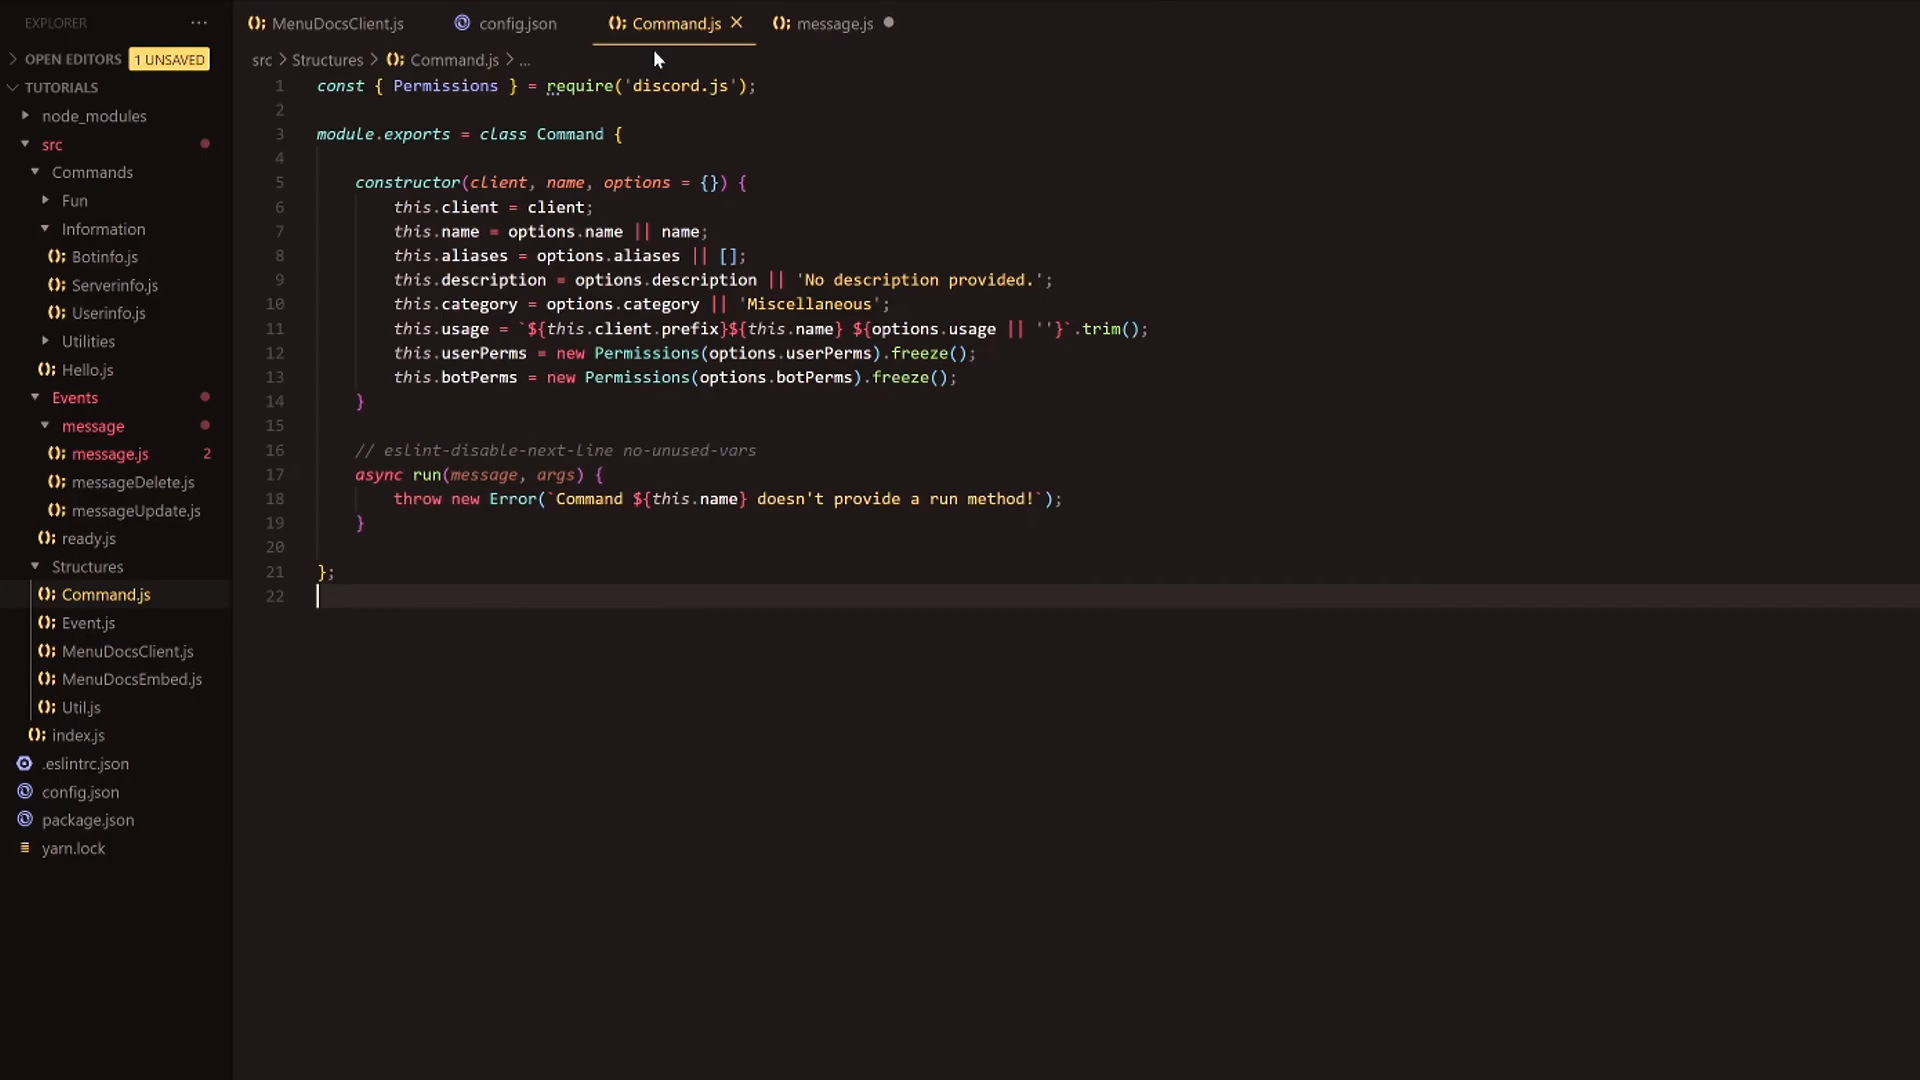 EXPLORER ···
OPEN EDITORS 1 UNSAVED
TUTORIALS
node_modules
src
Commands
Fun
Information
Botinfo.js
Serverinfo.js
Userinfo.js
Utilities
Hello.js
Events
message
message.js 2
messageDelete.js
messageUpdate.js
ready.js
Structures
Command.js
Event.js
MenuDocsClient.js
MenuDocsEmbed.js
Util.js
index.js
.eslintrc.json
config.json
package.json
yarn.lock
MenuDocsClient.js config.json Command.js × message.js ●
src > Structures > Command.js > ...
1 const { Permissions } = require('discord.js');
2
3 module.exports = class Command {
4
5 constructor(client, name, options = {}) {
6 this.client = client;
7 this.name = options.name || name;
8 this.aliases = options.aliases || [];
9 this.description = options.description || 'No description provided.';
10 this.category = options.category || 'Miscellaneous';
11 this.usage = `${this.client.prefix}${this.name} ${options.usage || ''}`.trim();
12 this.userPerms = new Permissions(options.userPerms).freeze();
13 this.botPerms = new Permissions(options.botPerms).freeze();
14 }
15
16 // eslint-disable-next-line no-unused-vars
17 async run(message, args) {
18 throw new Error(`Command ${this.name} doesn't provide a run method!`);
19 }
20
21 };
22